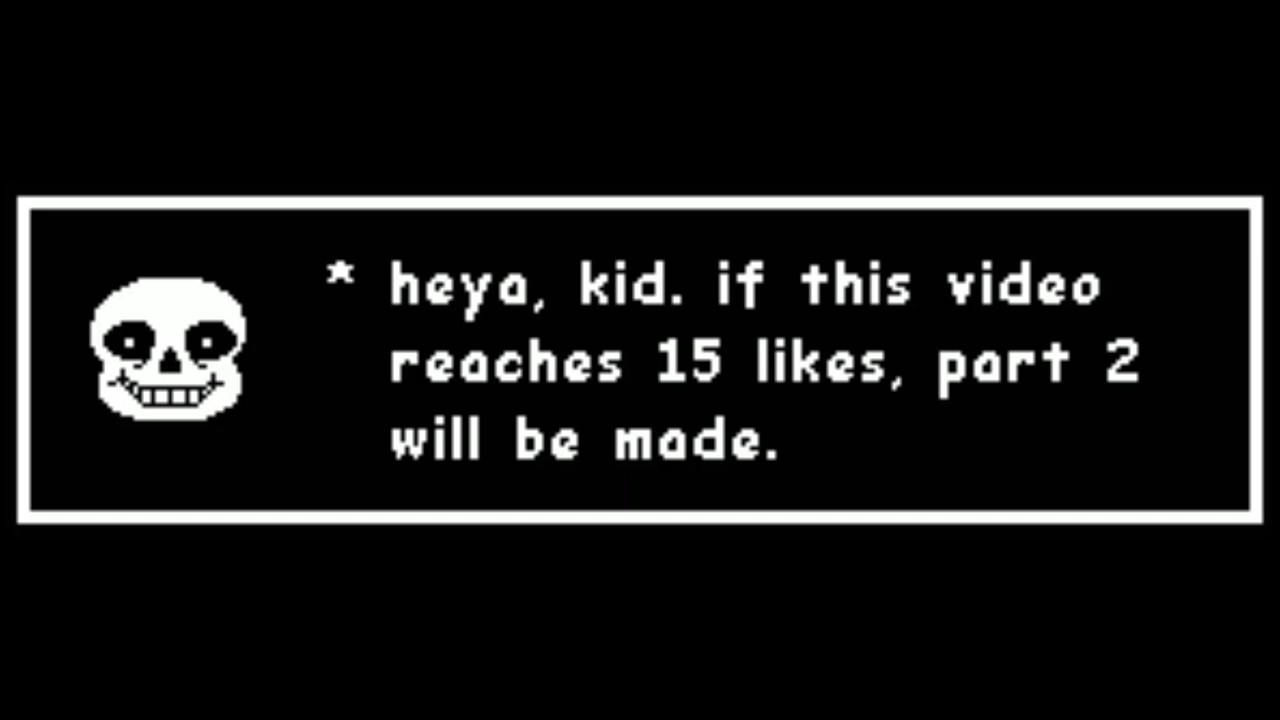 * heya, kid. if this video
reaches 15 likes, part 2
will be made.